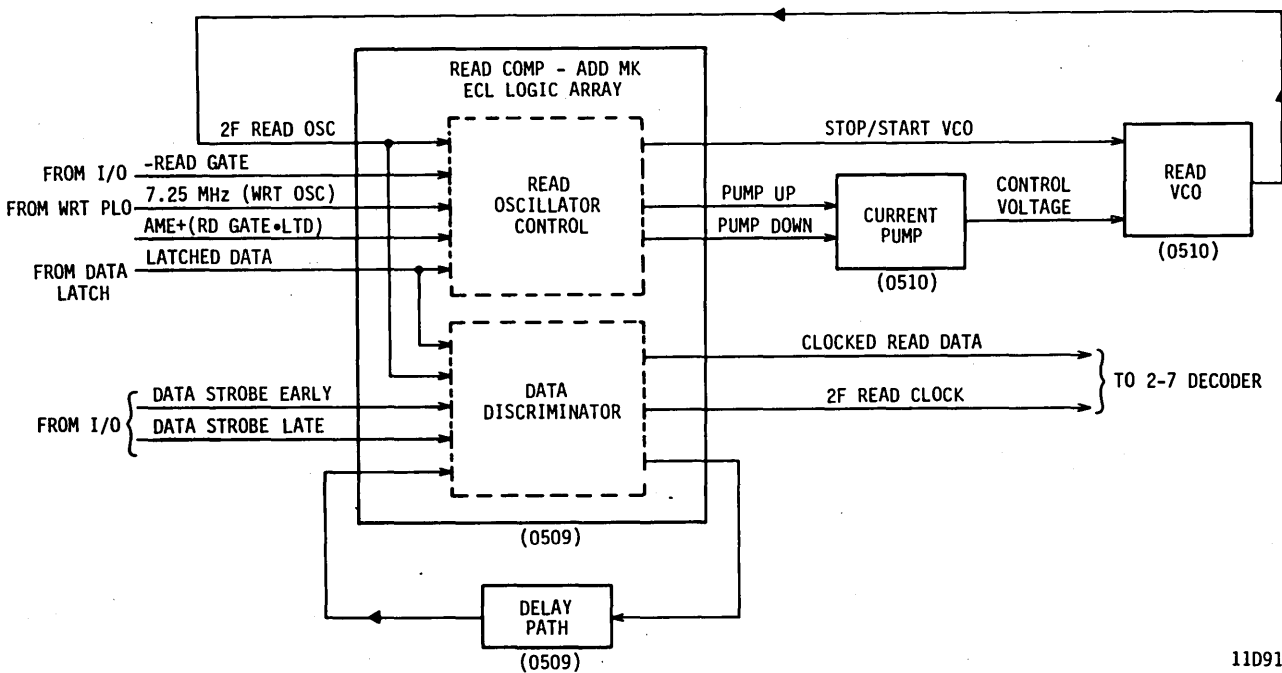 READ COMP - ADD MK
ECL LOGIC ARRAY
2F READ OSC
FROM I/O
-READ GATE
FROM WRT PLO
7.25 MHz (WRT OSC)
AME+(RD GATE•LTD)
FROM DATA
LATCH
LATCHED DATA
READ
OSCILLATOR
CONTROL
STOP/START VCO
PUMP UP
PUMP DOWN
CURRENT
PUMP
(0510)
CONTROL
VOLTAGE
READ
VCO
(0510)
FROM I/O
DATA STROBE EARLY
DATA STROBE LATE
DATA
DISCRIMINATOR
CLOCKED READ DATA
2F READ CLOCK
TO 2-7 DECODER
(0509)
DELAY
PATH
(0509)
11D91